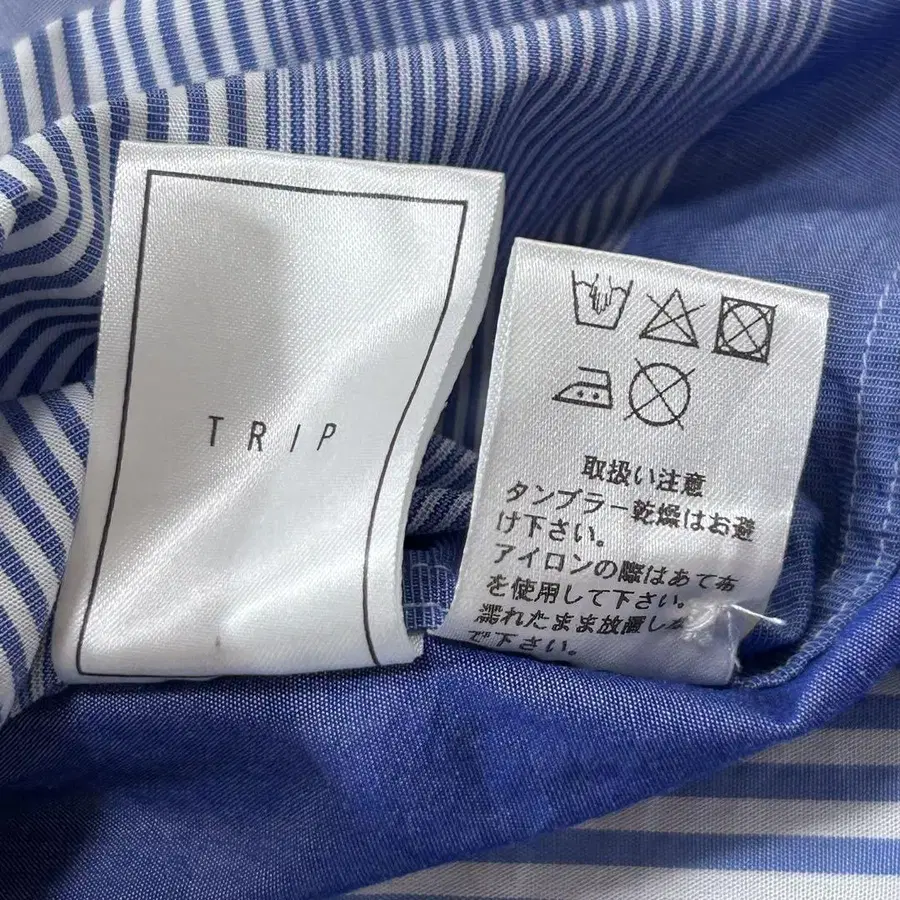 TRIP
取扱い注意
タンブラー乾燥はお避
け下さい。
アイロンの際はあて布
を使用して下さい。
濡れたまま放置しな
で下さい。